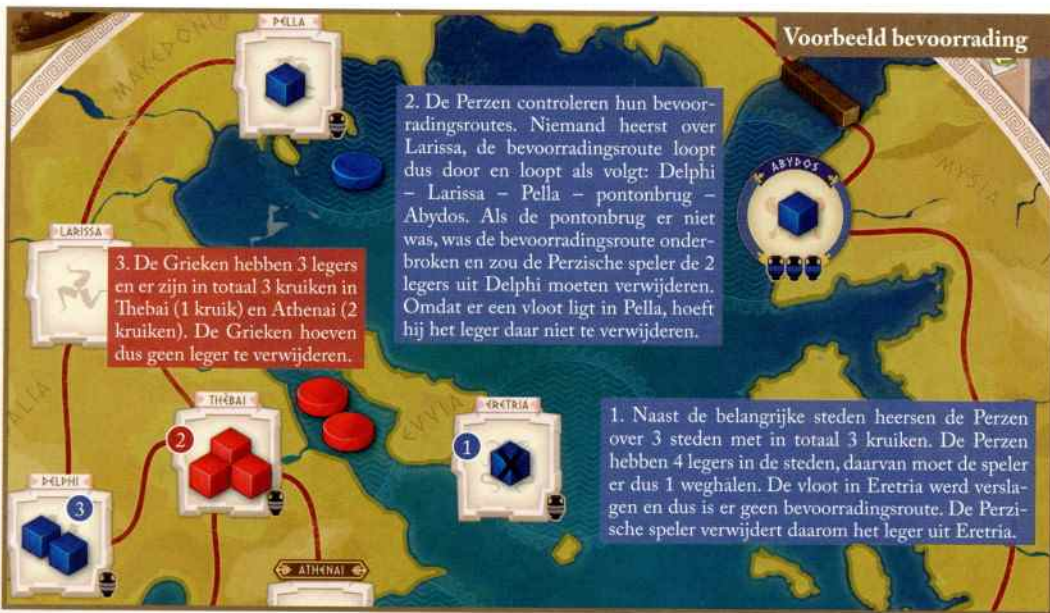 Voorbeeld bevoorrading
PELLA
MAKEDONIA
2. De Perzen controleren hun bevoor-
radingsroutes. Niemand heerst over
Larissa, de bevoorradingsroute loopt
dus door en loopt als volgt: Delphi
– Larissa – Pella – pontonbrug –
Abydos. Als de pontonbrug er niet
was, was de bevoorradingsroute onder-
broken en zou de Perzische speler de 2
legers uit Delphi moeten verwijderen.
Omdat er een vloot ligt in Pella, hoeft
hij het leger daar niet te verwijderen.
ABYDOS
MYSIA
LARISSA
3. De Grieken hebben 3 legers
en er zijn in totaal 3 kruiken in
Thebai (1 kruik) en Athenai (2
kruiken). De Grieken hoeven
dus geen leger te verwijderen.
ALIA
THÈBAI
2
EVVIA
ERETRIA
1
1. Naast de belangrijke steden heersen de Perzen
over 3 steden met in totaal 3 kruiken. De Perzen
hebben 4 legers in de steden, daarvan moet de speler
er dus 1 weghalen. De vloot in Eretria werd versla-
gen en dus is er geen bevoorradingsroute. De Perzi-
sche speler verwijdert daarom het leger uit Eretria.
DELPHI
3
ATHENAI